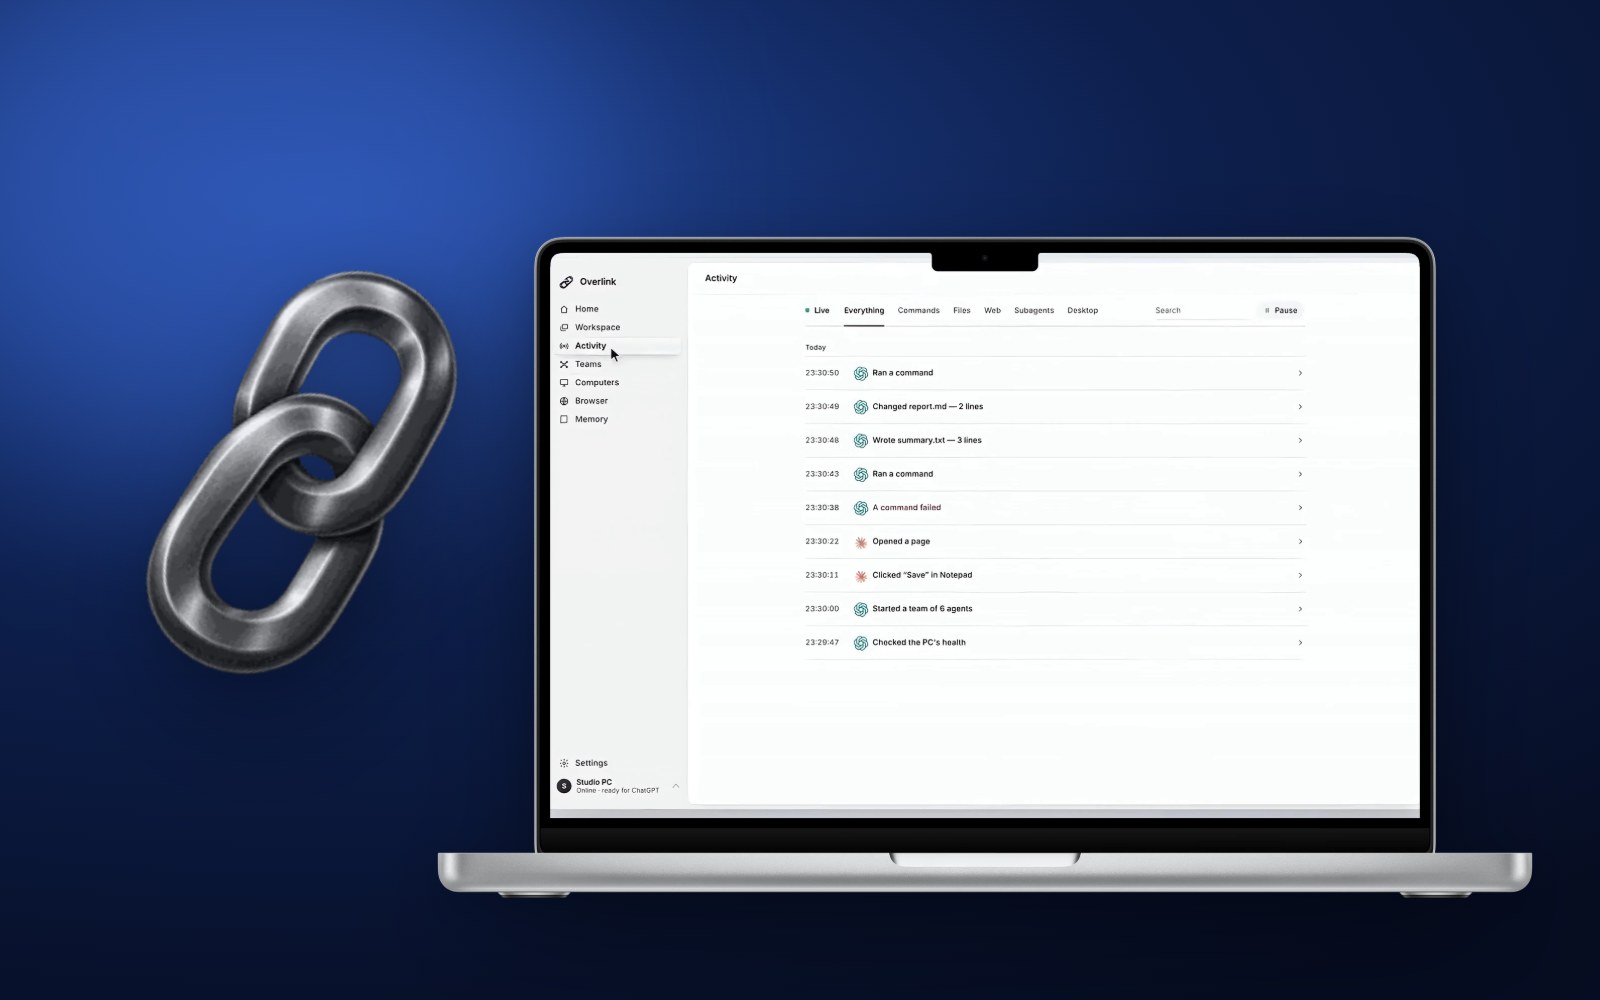 Overlink
Home
Workspace
Activity
Teams
Computers
Browser
Memory
Settings
S
Studio PC
Online - ready for ChatGPT
Activity
Live Everything Commands Files Web Subagents Desktop Search Pause
Today
23:30:50 Ran a command
23:30:49 Changed report.md — 2 lines
23:30:48 Wrote summary.txt — 3 lines
23:30:43 Ran a command
23:30:38 A command failed
23:30:22 Opened a page
23:30:11 Clicked “Save” in Notepad
23:30:00 Started a team of 6 agents
23:29:47 Checked the PC's health